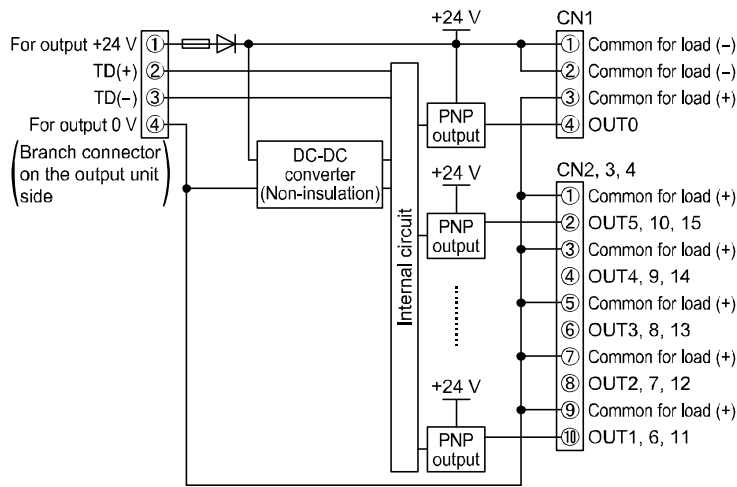 For output +24 V ①
TD(+) ②
TD(−) ③
For output 0 V ④
(Branch connector
on the output unit
side)
DC-DC
converter
(Non-insulation)
Internal circuit
+24 V
PNP
output
+24 V
PNP
output
+24 V
PNP
output
CN1
① Common for load (−)
② Common for load (−)
③ Common for load (+)
④ OUT0
CN2, 3, 4
① Common for load (+)
② OUT5, 10, 15
③ Common for load (+)
④ OUT4, 9, 14
⑤ Common for load (+)
⑥ OUT3, 8, 13
⑦ Common for load (+)
⑧ OUT2, 7, 12
⑨ Common for load (+)
⑩ OUT1, 6, 11